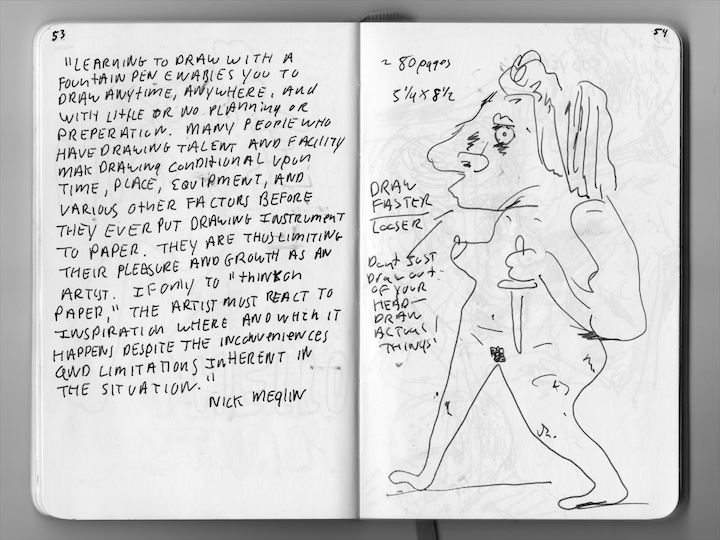 53
"LEARNING TO DRAW WITH A
FOUNTAIN PEN ENABLES YOU TO
DRAW ANYTIME, ANYWHERE, AND
WITH LITTLE OR NO PLANNING OR
PREPERATION. MANY PEOPLE WHO
HAVE DRAWING TALENT AND FACILITY
MAK DRAWING CONDITIONAL UPON
TIME, PLACE, EQUIPMENT, AND
VARIOUS OTHER FACTORS BEFORE
THEY EVER PUT DRAWING INSTRUMENT
TO PAPER. THEY ARE THUS LIMITING
THEIR PLEASURE AND GROWTH AS AN
ARTIST. IF ONLY TO "THINK ON
PAPER," THE ARTIST MUST REACT TO
INSPIRATION WHERE AND WHEN IT
HAPPENS DESPITE THE INCONVENIENCES
AND LIMITATIONS INHERENT IN
THE SITUATION."
NICK MEGLIN
54
~ 80 pages
5 1/4 X 8 1/2
DRAW
FASTER
LOOSER
Don't JUST
DRAW OUT
OF YOUR
HEAD—
DRAW
ACTUAL
THINGS!